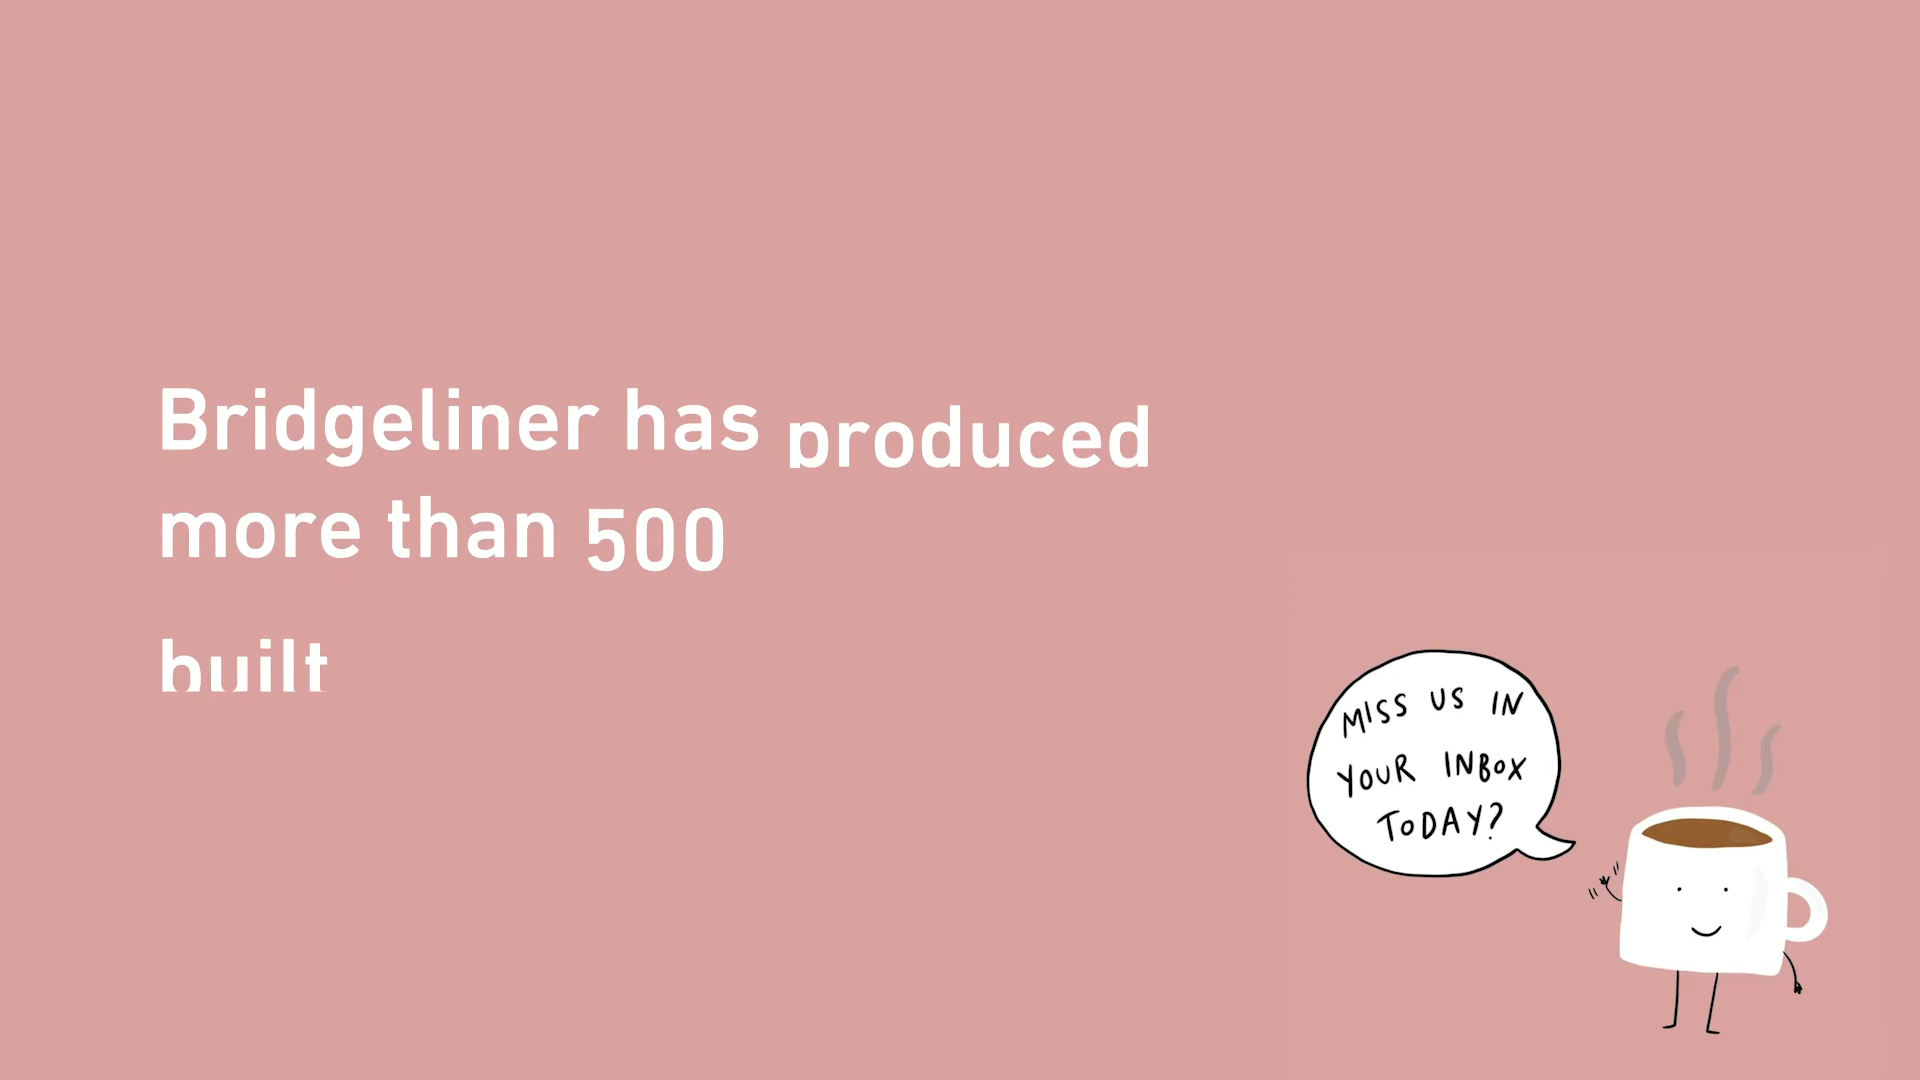 Bridgeliner has produced
more than 500
built
MISS US IN
YOUR INBOX
TODAY?